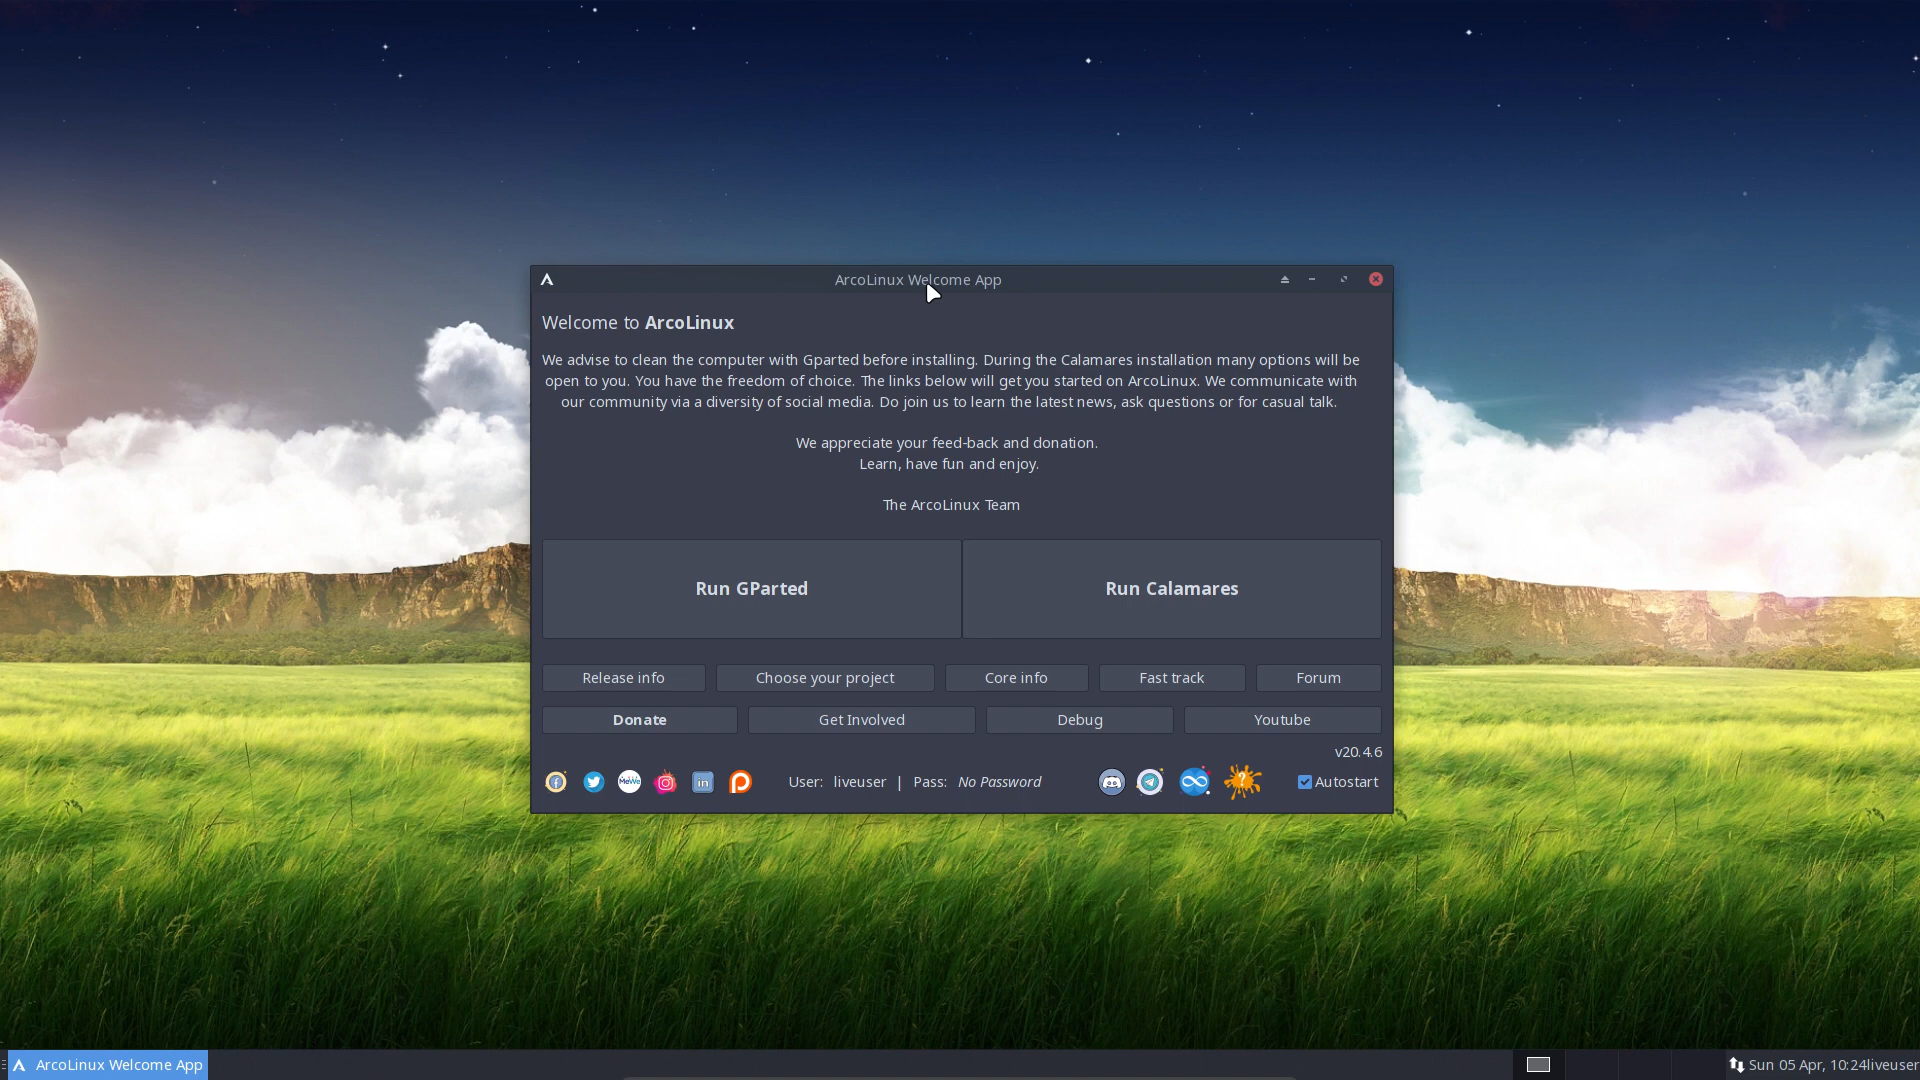 ArcoLinux Welcome App
Welcome to ArcoLinux
We advise to clean the computer with Gparted before installing. During the Calamares installation many options will be
open to you. You have the freedom of choice. The links below will get you started on ArcoLinux. We communicate with
our community via a diversity of social media. Do join us to learn the latest news, ask questions or for casual talk.
We appreciate your feed-back and donation.
Learn, have fun and enjoy.
The ArcoLinux Team
Run GParted
Run Calamares
Release info
Choose your project
Core info
Fast track
Forum
Donate
Get Involved
Debug
Youtube
v20.4.6
MeWe
in
User: liveuser | Pass: No Password
?
Autostart
ArcoLinux Welcome App
Sun 05 Apr, 10:24liveuser